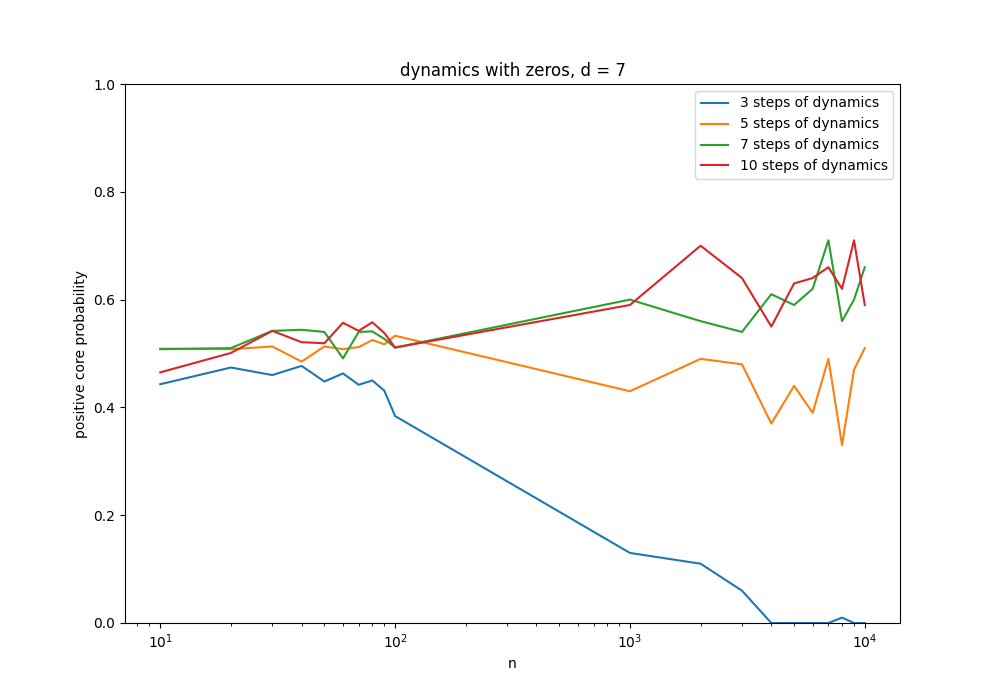 dynamics with zeros, d = 7
3 steps of dynamics
5 steps of dynamics
7 steps of dynamics
10 steps of dynamics
positive core probability
1.0
0.8
0.6
0.4
0.2
0.0
10¹
10²
10³
10⁴
n